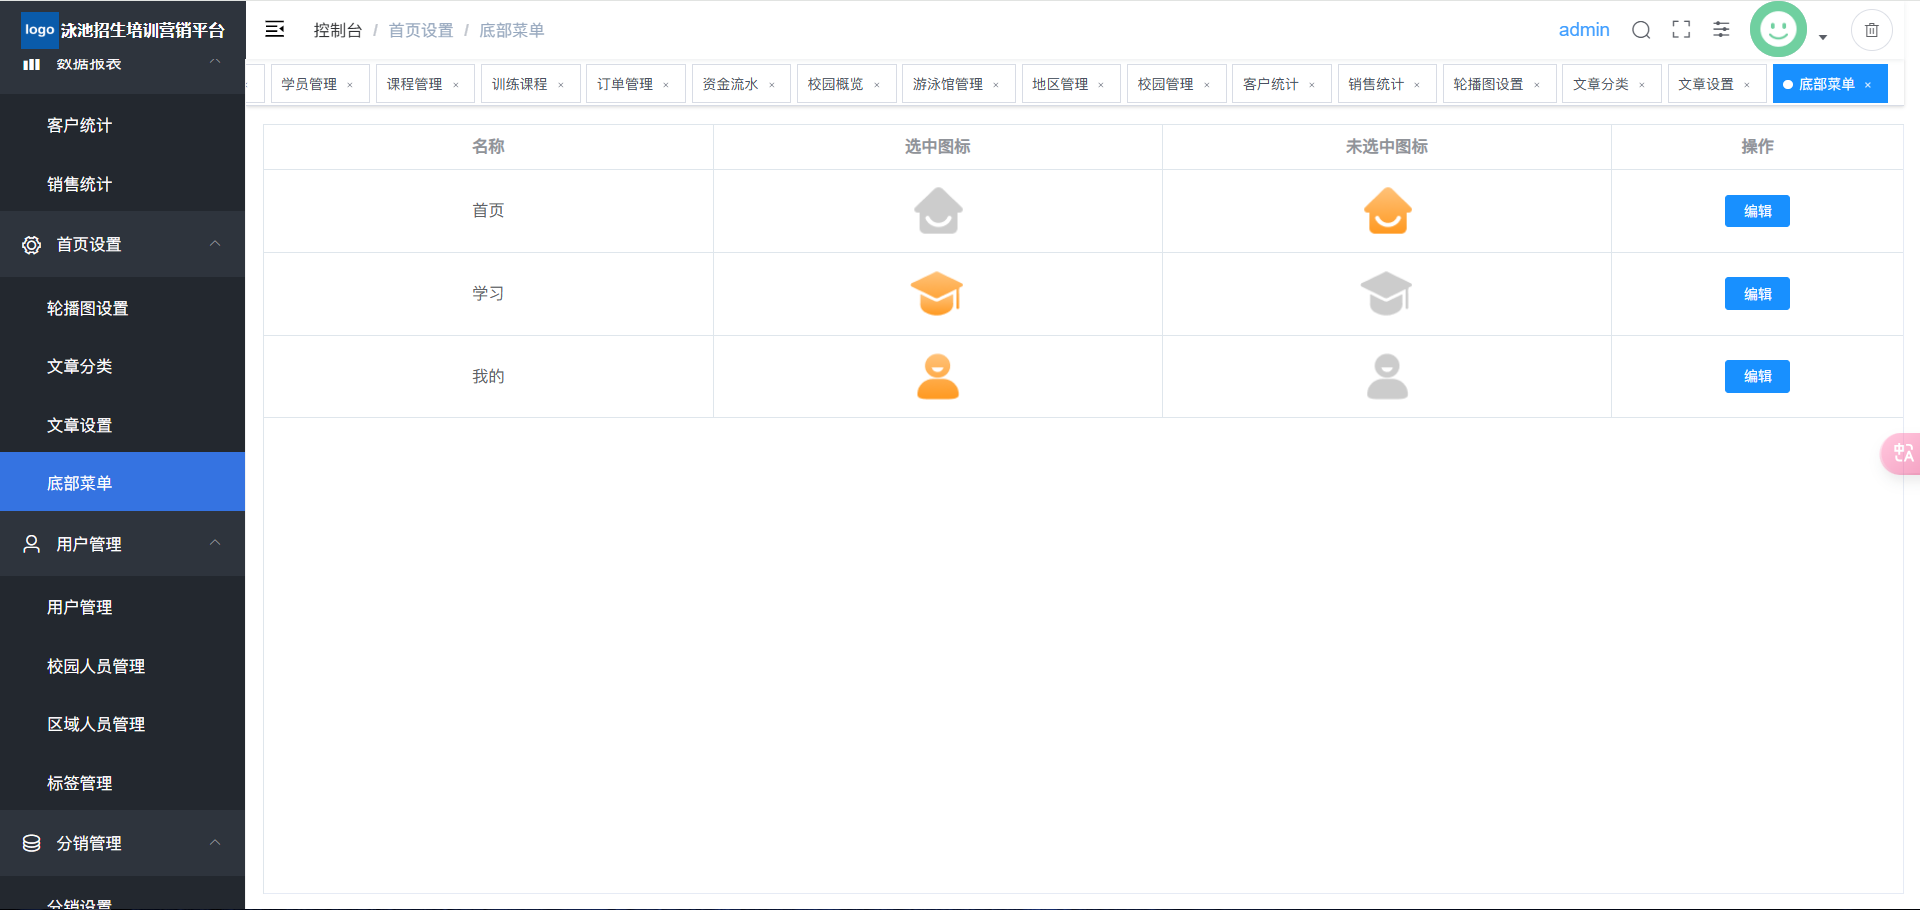 logo 泳池招生培训营销平台
数据报表
客户统计
销售统计
首页设置
轮播图设置
文章分类
文章设置
底部菜单
用户管理
用户管理
校园人员管理
区域人员管理
标签管理
分销管理
分销设置
控制台 / 首页设置 / 底部菜单
admin
学员管理 × 课程管理 × 训练课程 × 订单管理 × 资金流水 × 校园概览 × 游泳馆管理 × 地区管理 × 校园管理 × 客户统计 × 销售统计 × 轮播图设置 × 文章分类 × 文章设置 × 底部菜单 ×
名称 选中图标 未选中图标 操作
首页 编辑
学习 编辑
我的 编辑
中A